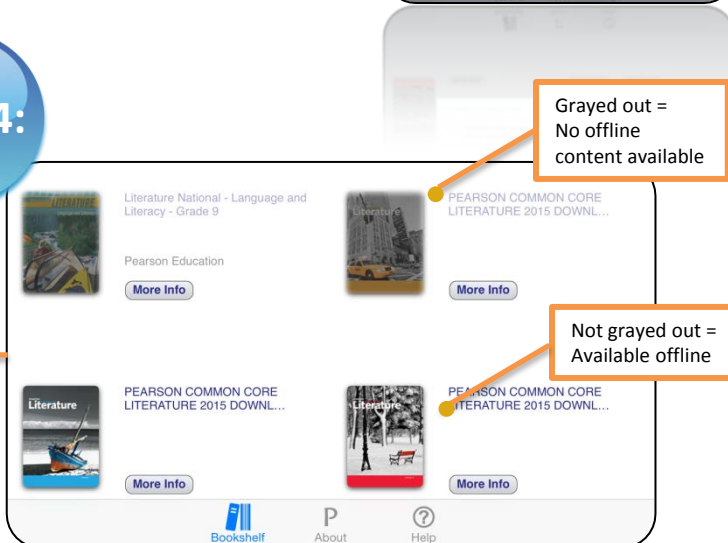 4:
Grayed out =
No offline
content available
LITERATURE
Literature National - Language and
Literacy - Grade 9
Pearson Education
More Info
Literature
PEARSON COMMON CORE
LITERATURE 2015 DOWNL...
More Info
Not grayed out =
Available offline
Literature
PEARSON COMMON CORE
LITERATURE 2015 DOWNL...
More Info
Literature
PEARSON COMMON CORE
LITERATURE 2015 DOWNL...
More Info
Bookshelf
P
About
?
Help